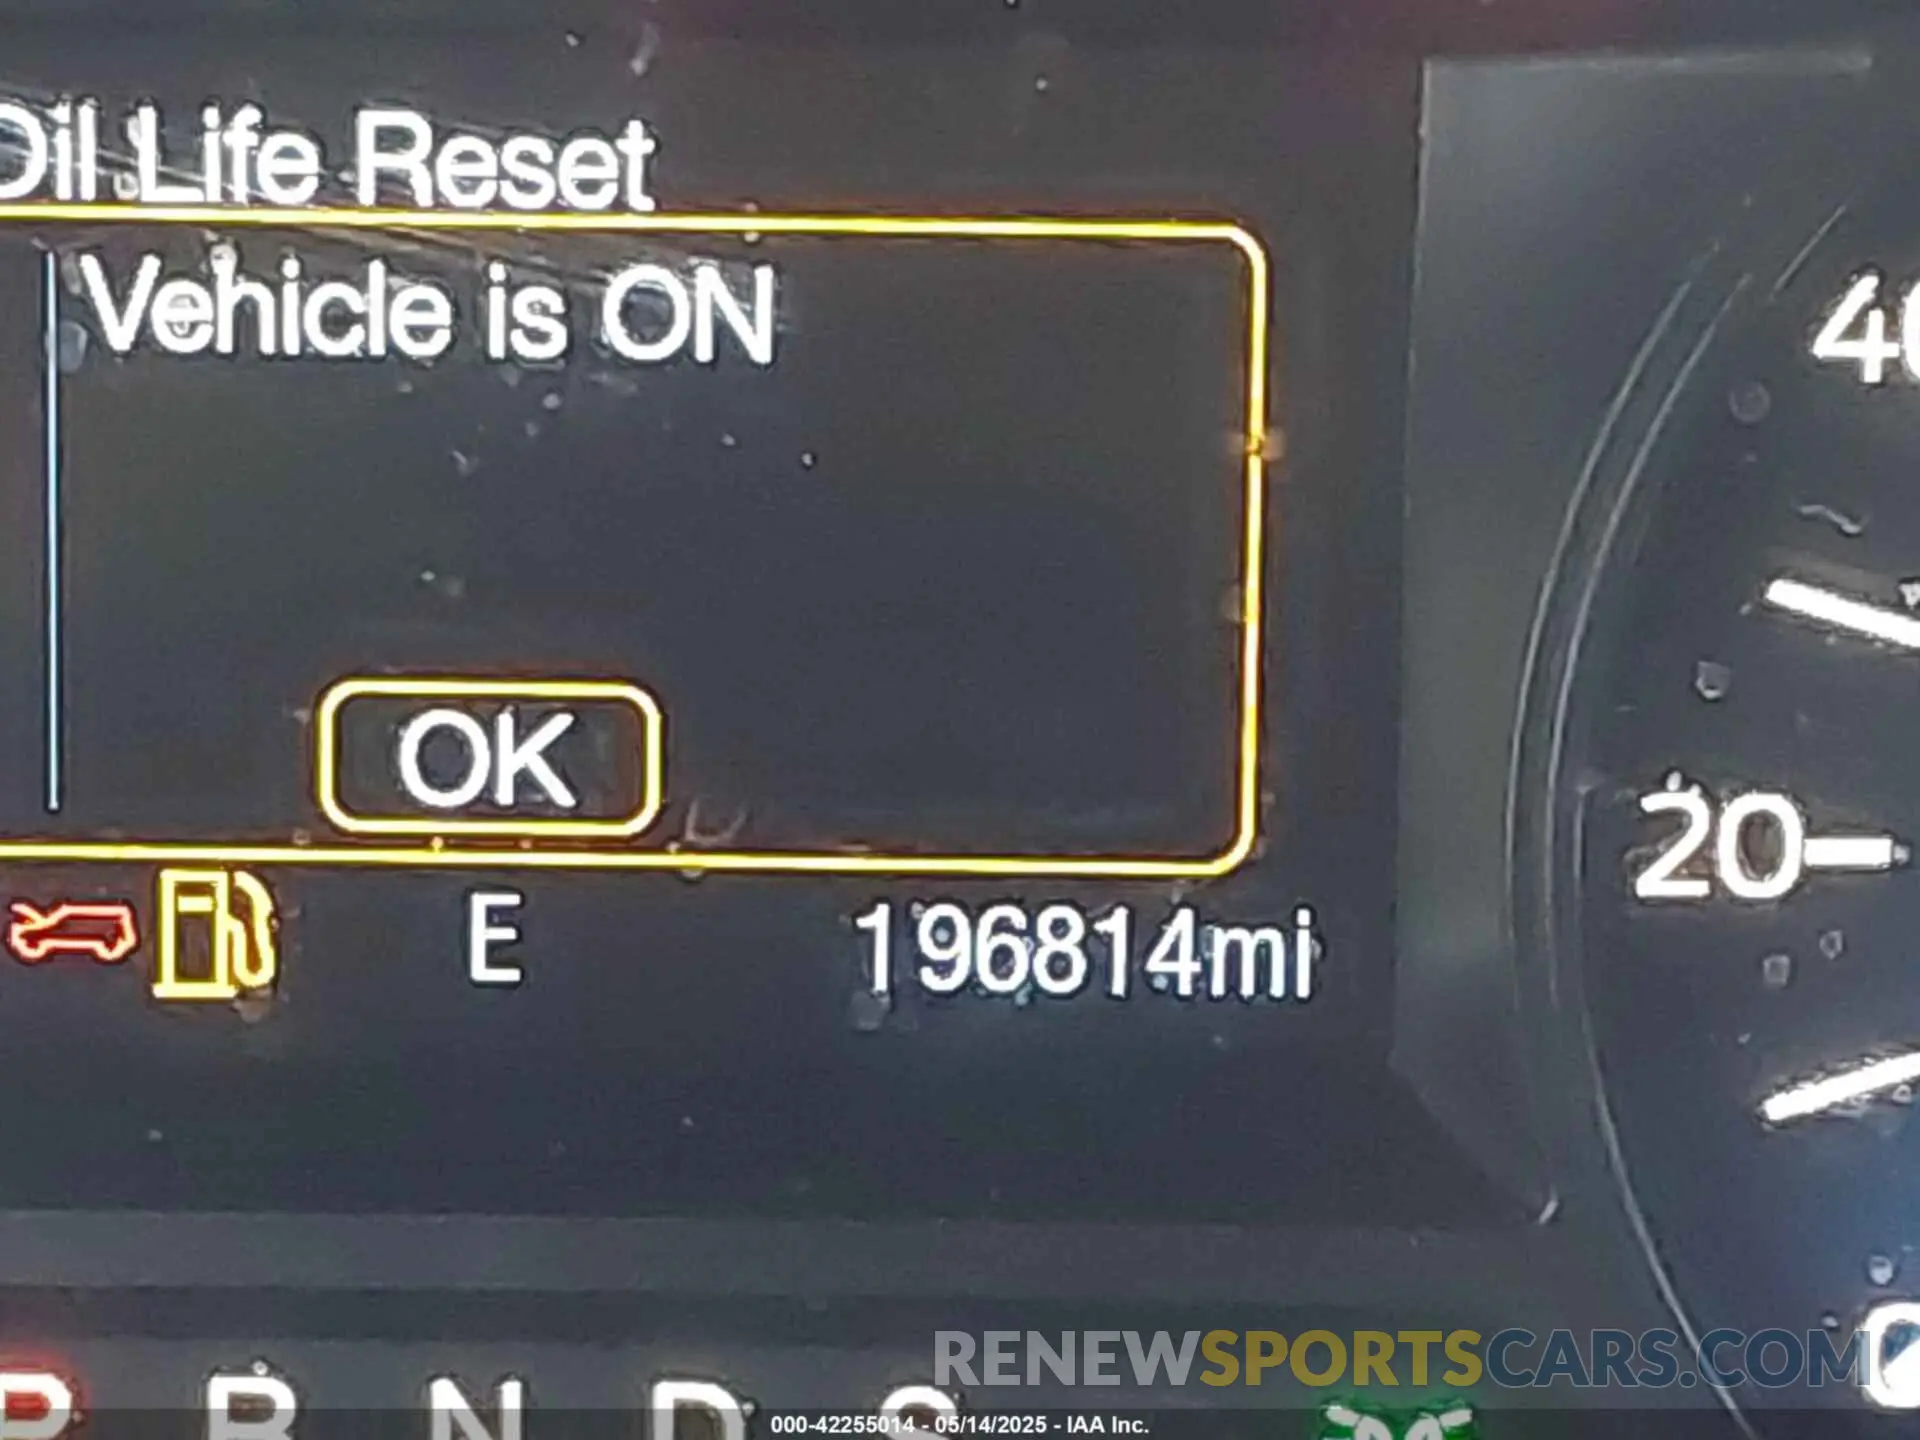 Oil Life Reset
Vehicle is ON
OK
E
196814mi
40
20
0
P R N D S
RENEWSPORTSCARS.COM
000-42255014 - 05/14/2025 - IAA Inc.